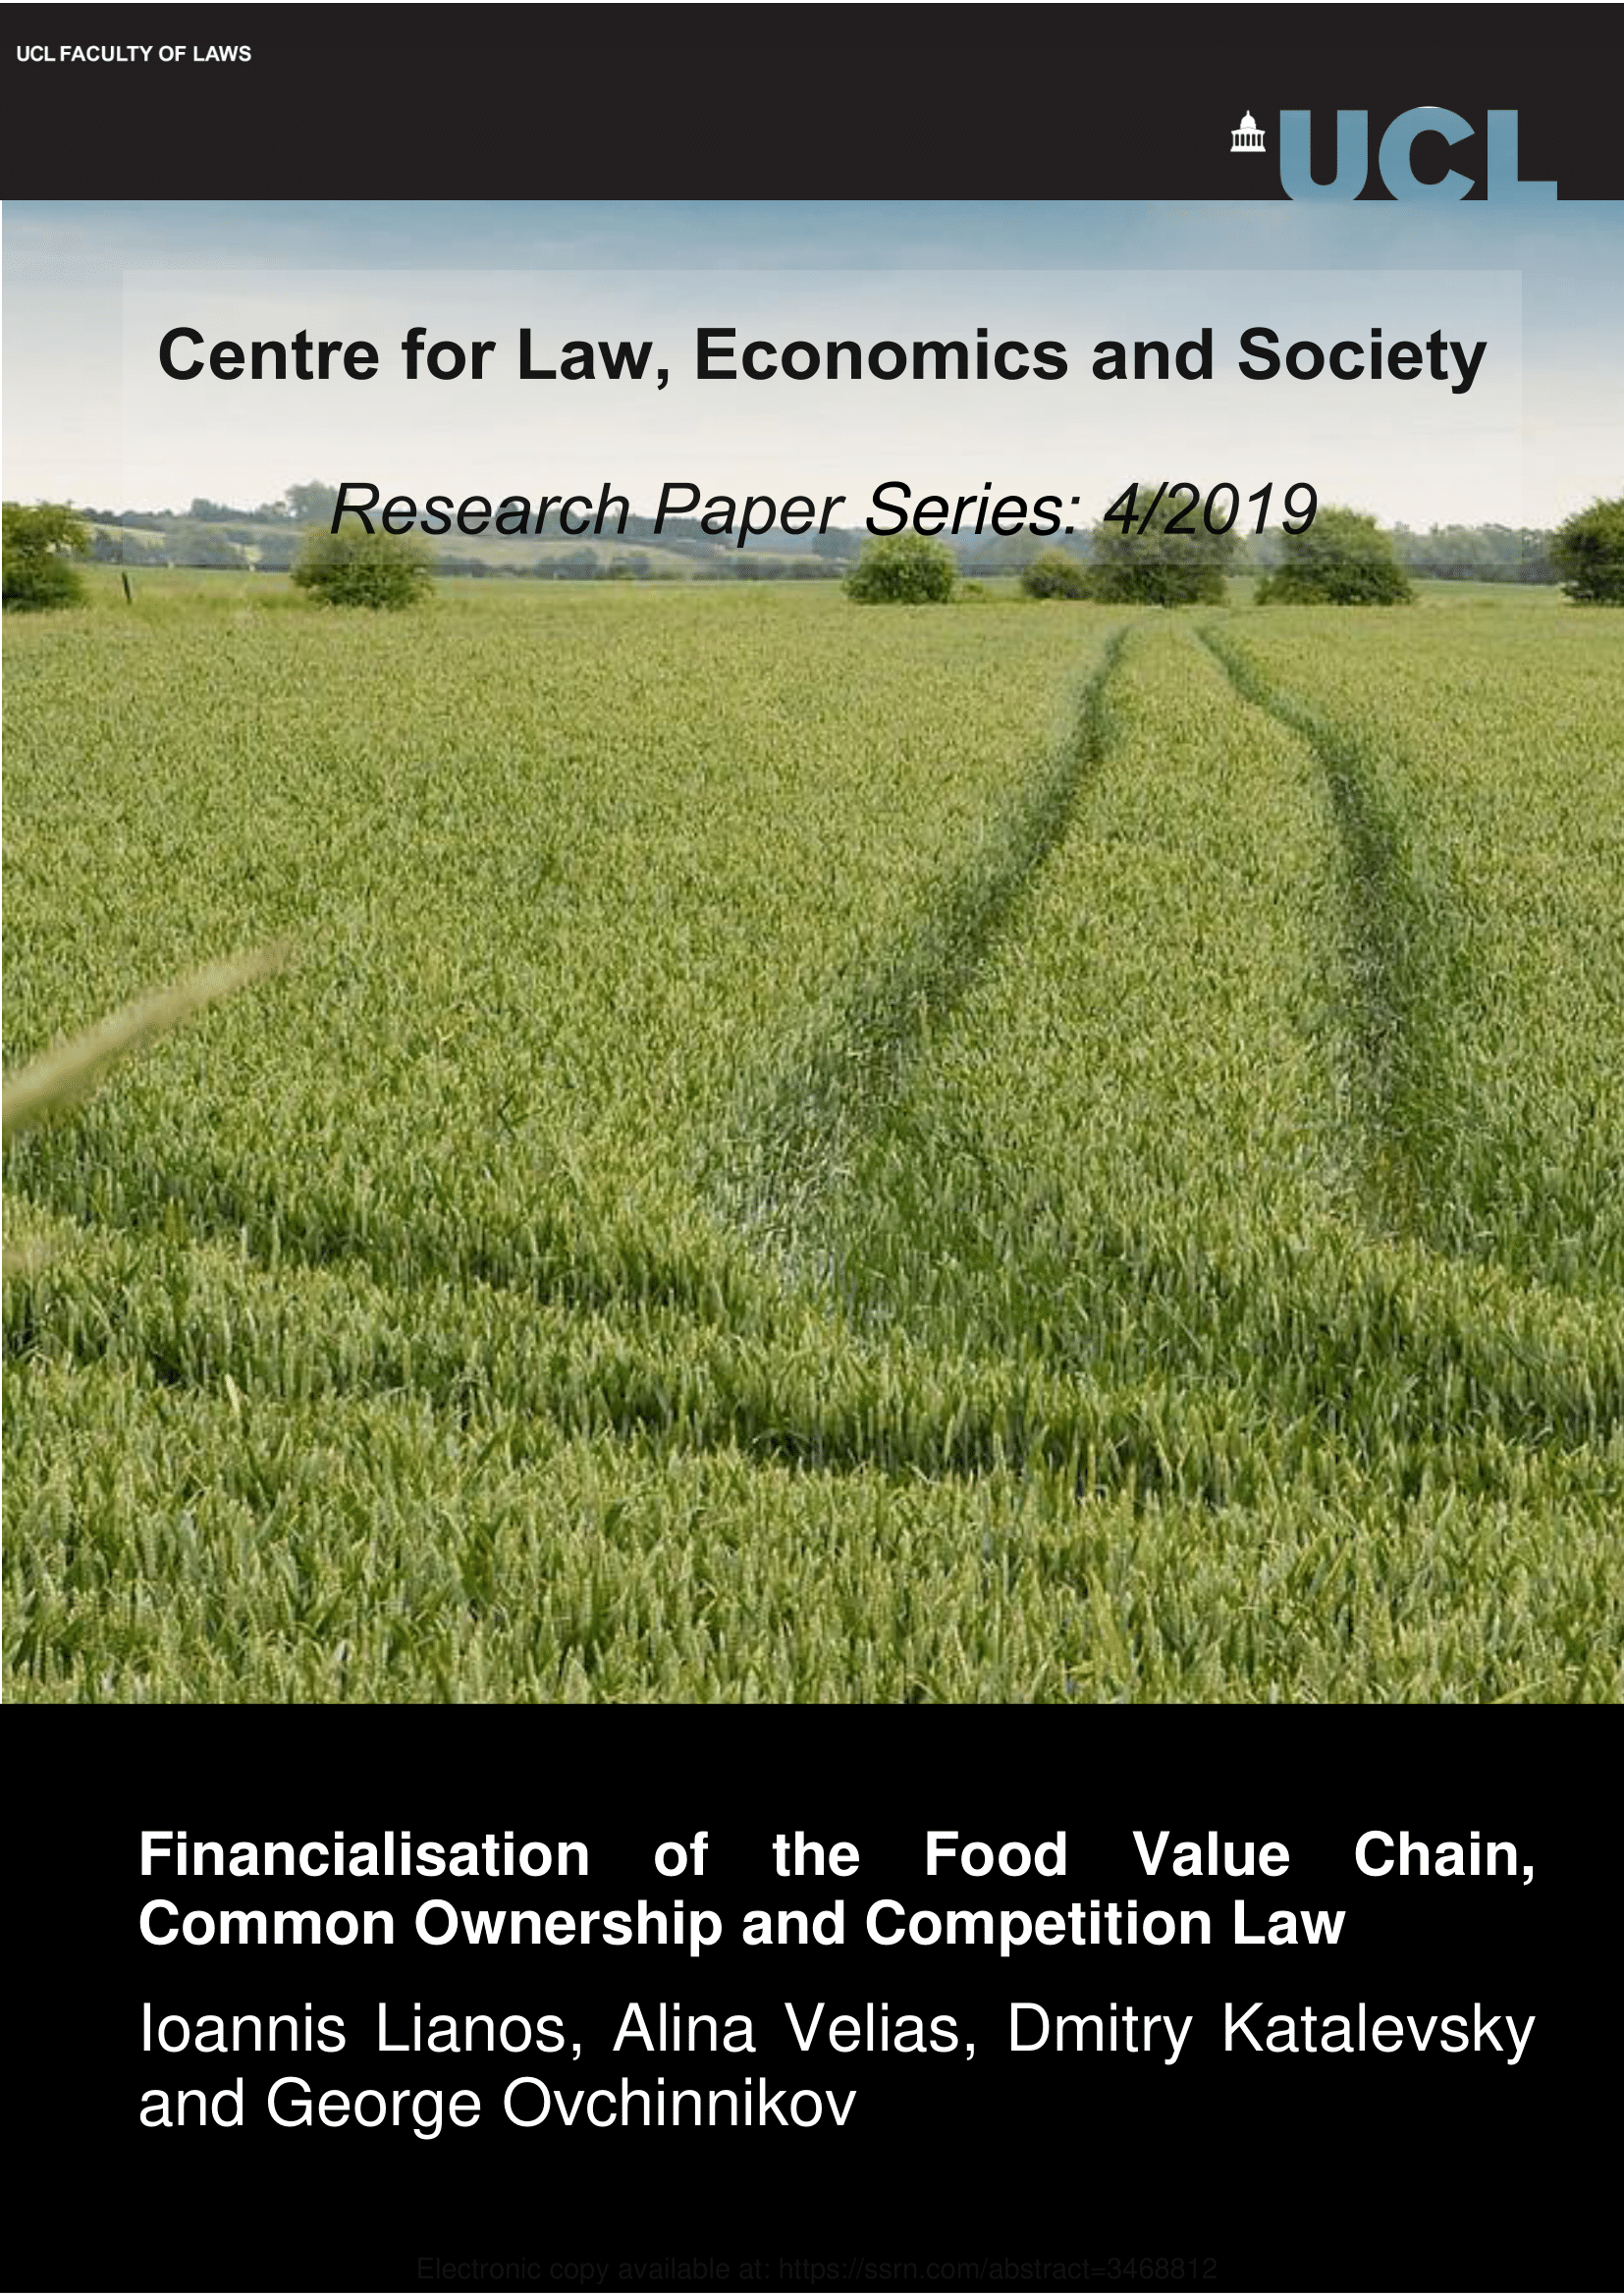 UCL FACULTY OF LAWS
UCL
Centre for Law, Economics and Society
Research Paper Series: 4/2019
Financialisation of the Food Value Chain,
Common Ownership and Competition Law
Ioannis Lianos, Alina Velias, Dmitry Katalevsky
and George Ovchinnikov
Electronic copy available at: https://ssrn.com/abstract=3468812